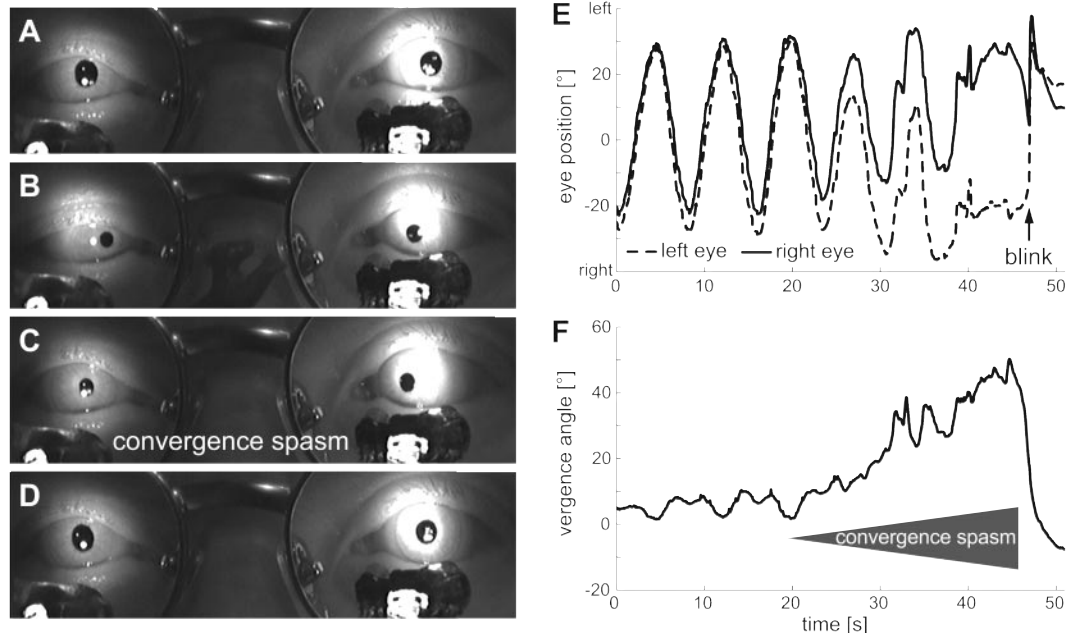 A
B
C
convergence spasm
D
E
left
20
0
-20
right
eye position [°]
left eye
right eye
blink
0
10
20
30
40
50
F
60
40
20
0
-20
vergence angle [°]
convergence spasm
0
10
20
30
40
50
time [s]